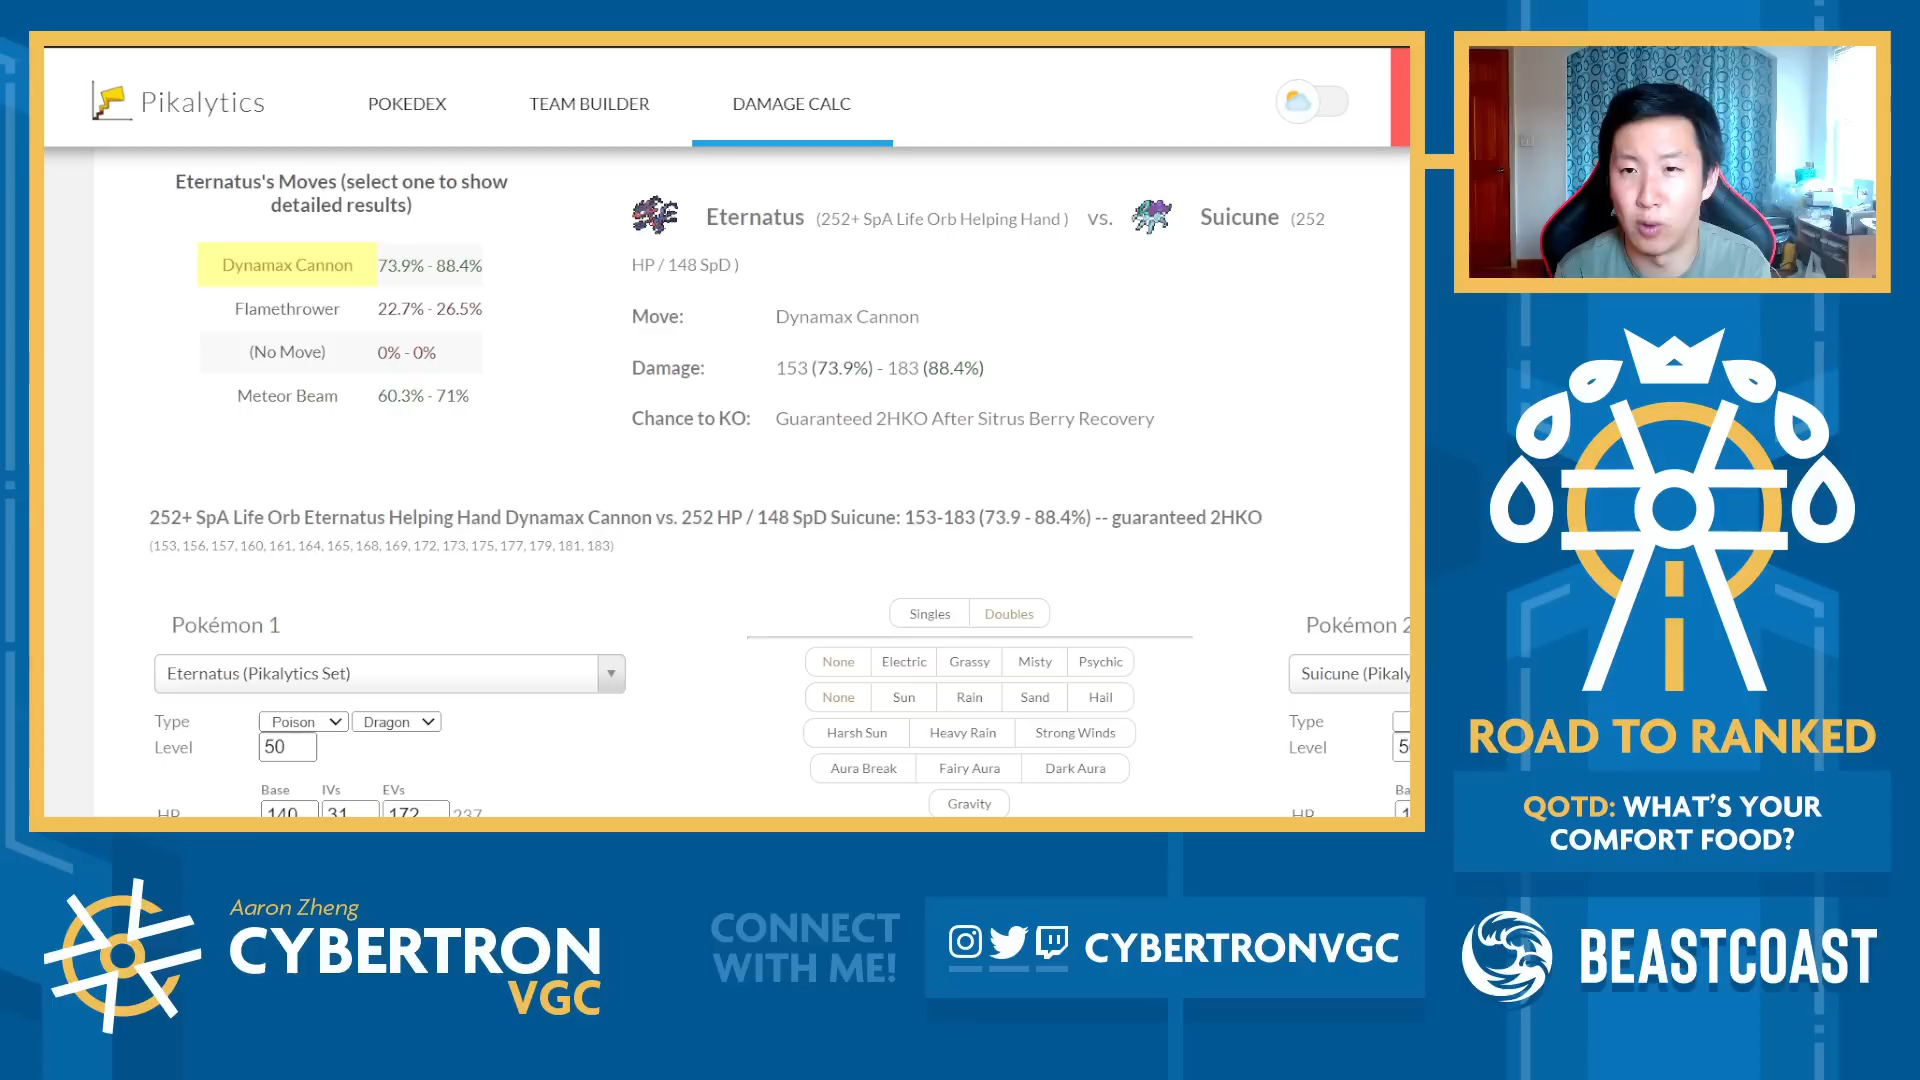 Pikalytics
POKEDEX
TEAM BUILDER
DAMAGE CALC
Eternatus's Moves (select one to show
detailed results)
Dynamax Cannon 73.9% - 88.4%
Flamethrower 22.7% - 26.5%
(No Move) 0% - 0%
Meteor Beam 60.3% - 71%
Eternatus (252+ SpA Life Orb Helping Hand ) vs. Suicune (252
HP / 148 SpD )
Move: Dynamax Cannon
Damage: 153 (73.9%) - 183 (88.4%)
Chance to KO: Guaranteed 2HKO After Sitrus Berry Recovery
252+ SpA Life Orb Eternatus Helping Hand Dynamax Cannon vs. 252 HP / 148 SpD Suicune: 153-183 (73.9 - 88.4%) -- guaranteed 2HKO
(153, 156, 157, 160, 161, 164, 165, 168, 169, 172, 173, 175, 177, 179, 181, 183)
Pokémon 1
Eternatus (Pikalytics Set)
Type Poison Dragon
Level 50
Base IVs EVs
HP 140 31 172 237
Singles Doubles
None Electric Grassy Misty Psychic
None Sun Rain Sand Hail
Harsh Sun Heavy Rain Strong Winds
Aura Break Fairy Aura Dark Aura
Gravity
Pokémon 2
Suicune (Pikaly
Type
Level 5
Ba
HP 1
ROAD TO RANKED
QOTD: WHAT'S YOUR
COMFORT FOOD?
Aaron Zheng
CYBERTRON
VGC
CONNECT
WITH ME!
CYBERTRONVGC
BEASTCOAST